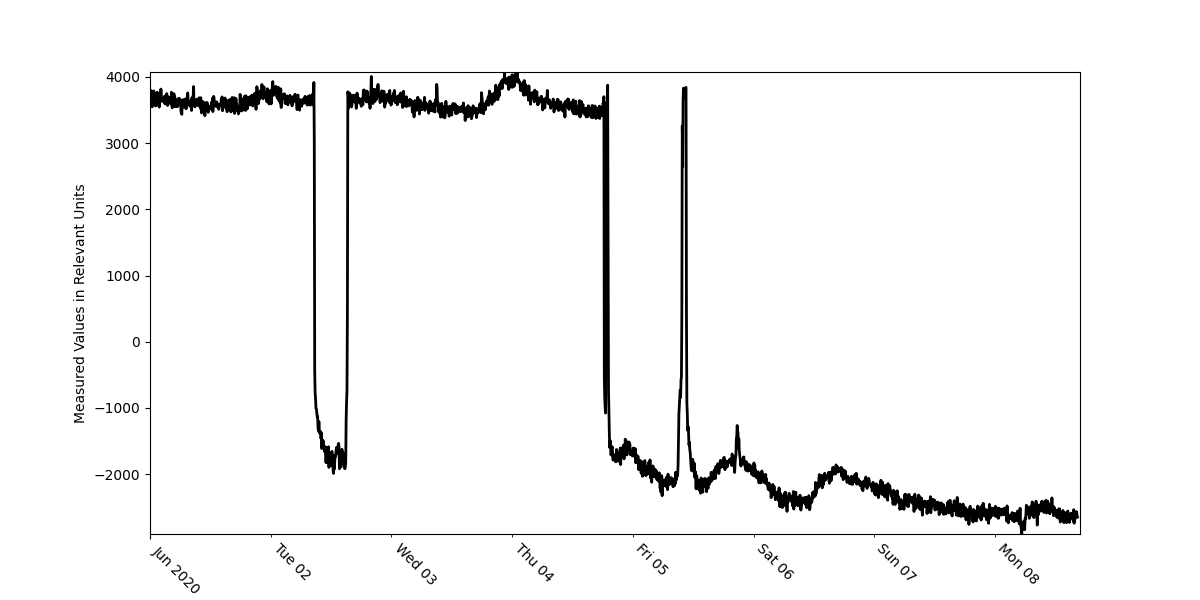 4000
3000
2000
1000
0
−1000
−2000
Measured Values in Relevant Units
Jun 2020
Tue 02
Wed 03
Thu 04
Fri 05
Sat 06
Sun 07
Mon 08